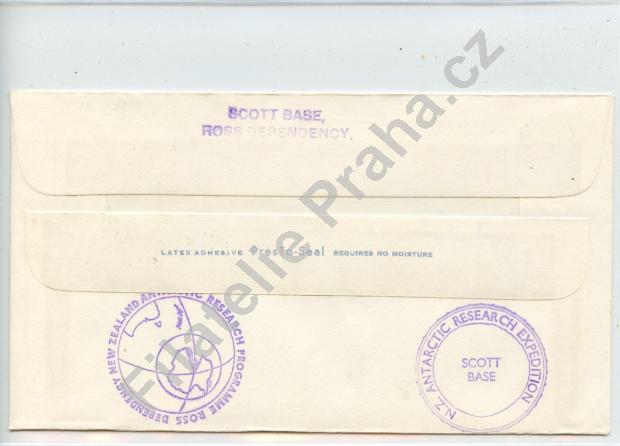 SCOTT BASE,
ROSS DEPENDENCY.
LATEX ADHESIVE PresTo-Seal REQUIRES NO MOISTURE
NEW ZEALAND ANTARCTIC RESEARCH PROGRAMME ROSS DEPENDENCY
N.Z. ANTARCTIC RESEARCH EXPEDITION
SCOTT
BASE
Filatelie Praha.cz